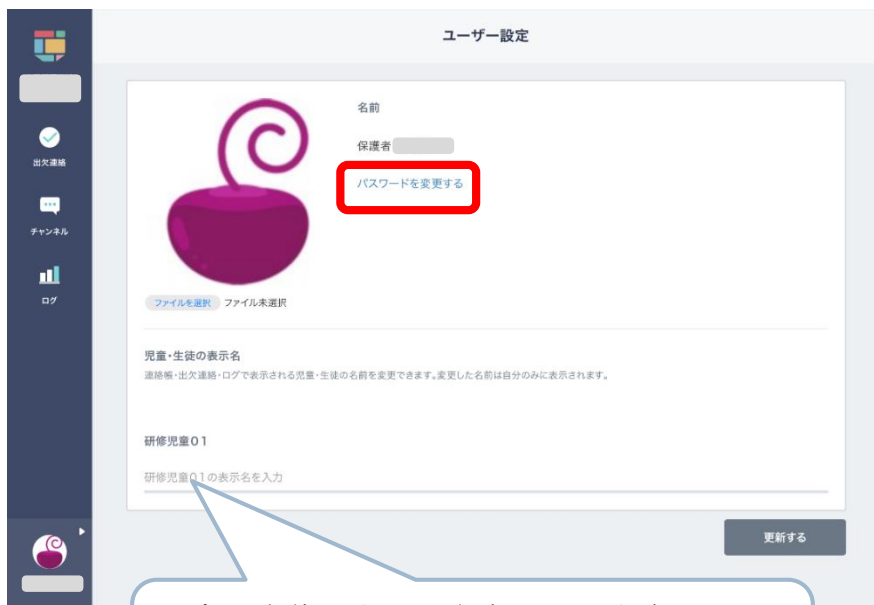 ユーザー設定
名前
保護者
パスワードを変更する
出欠連絡
チャンネル
ログ
ファイルを選択 ファイル未選択
児童・生徒の表示名
連絡帳・出欠連絡・ログで表示される児童・生徒の名前を変更できます。変更した名前は自分のみに表示されます。
研修児童01
研修児童01の表示名を入力
更新する